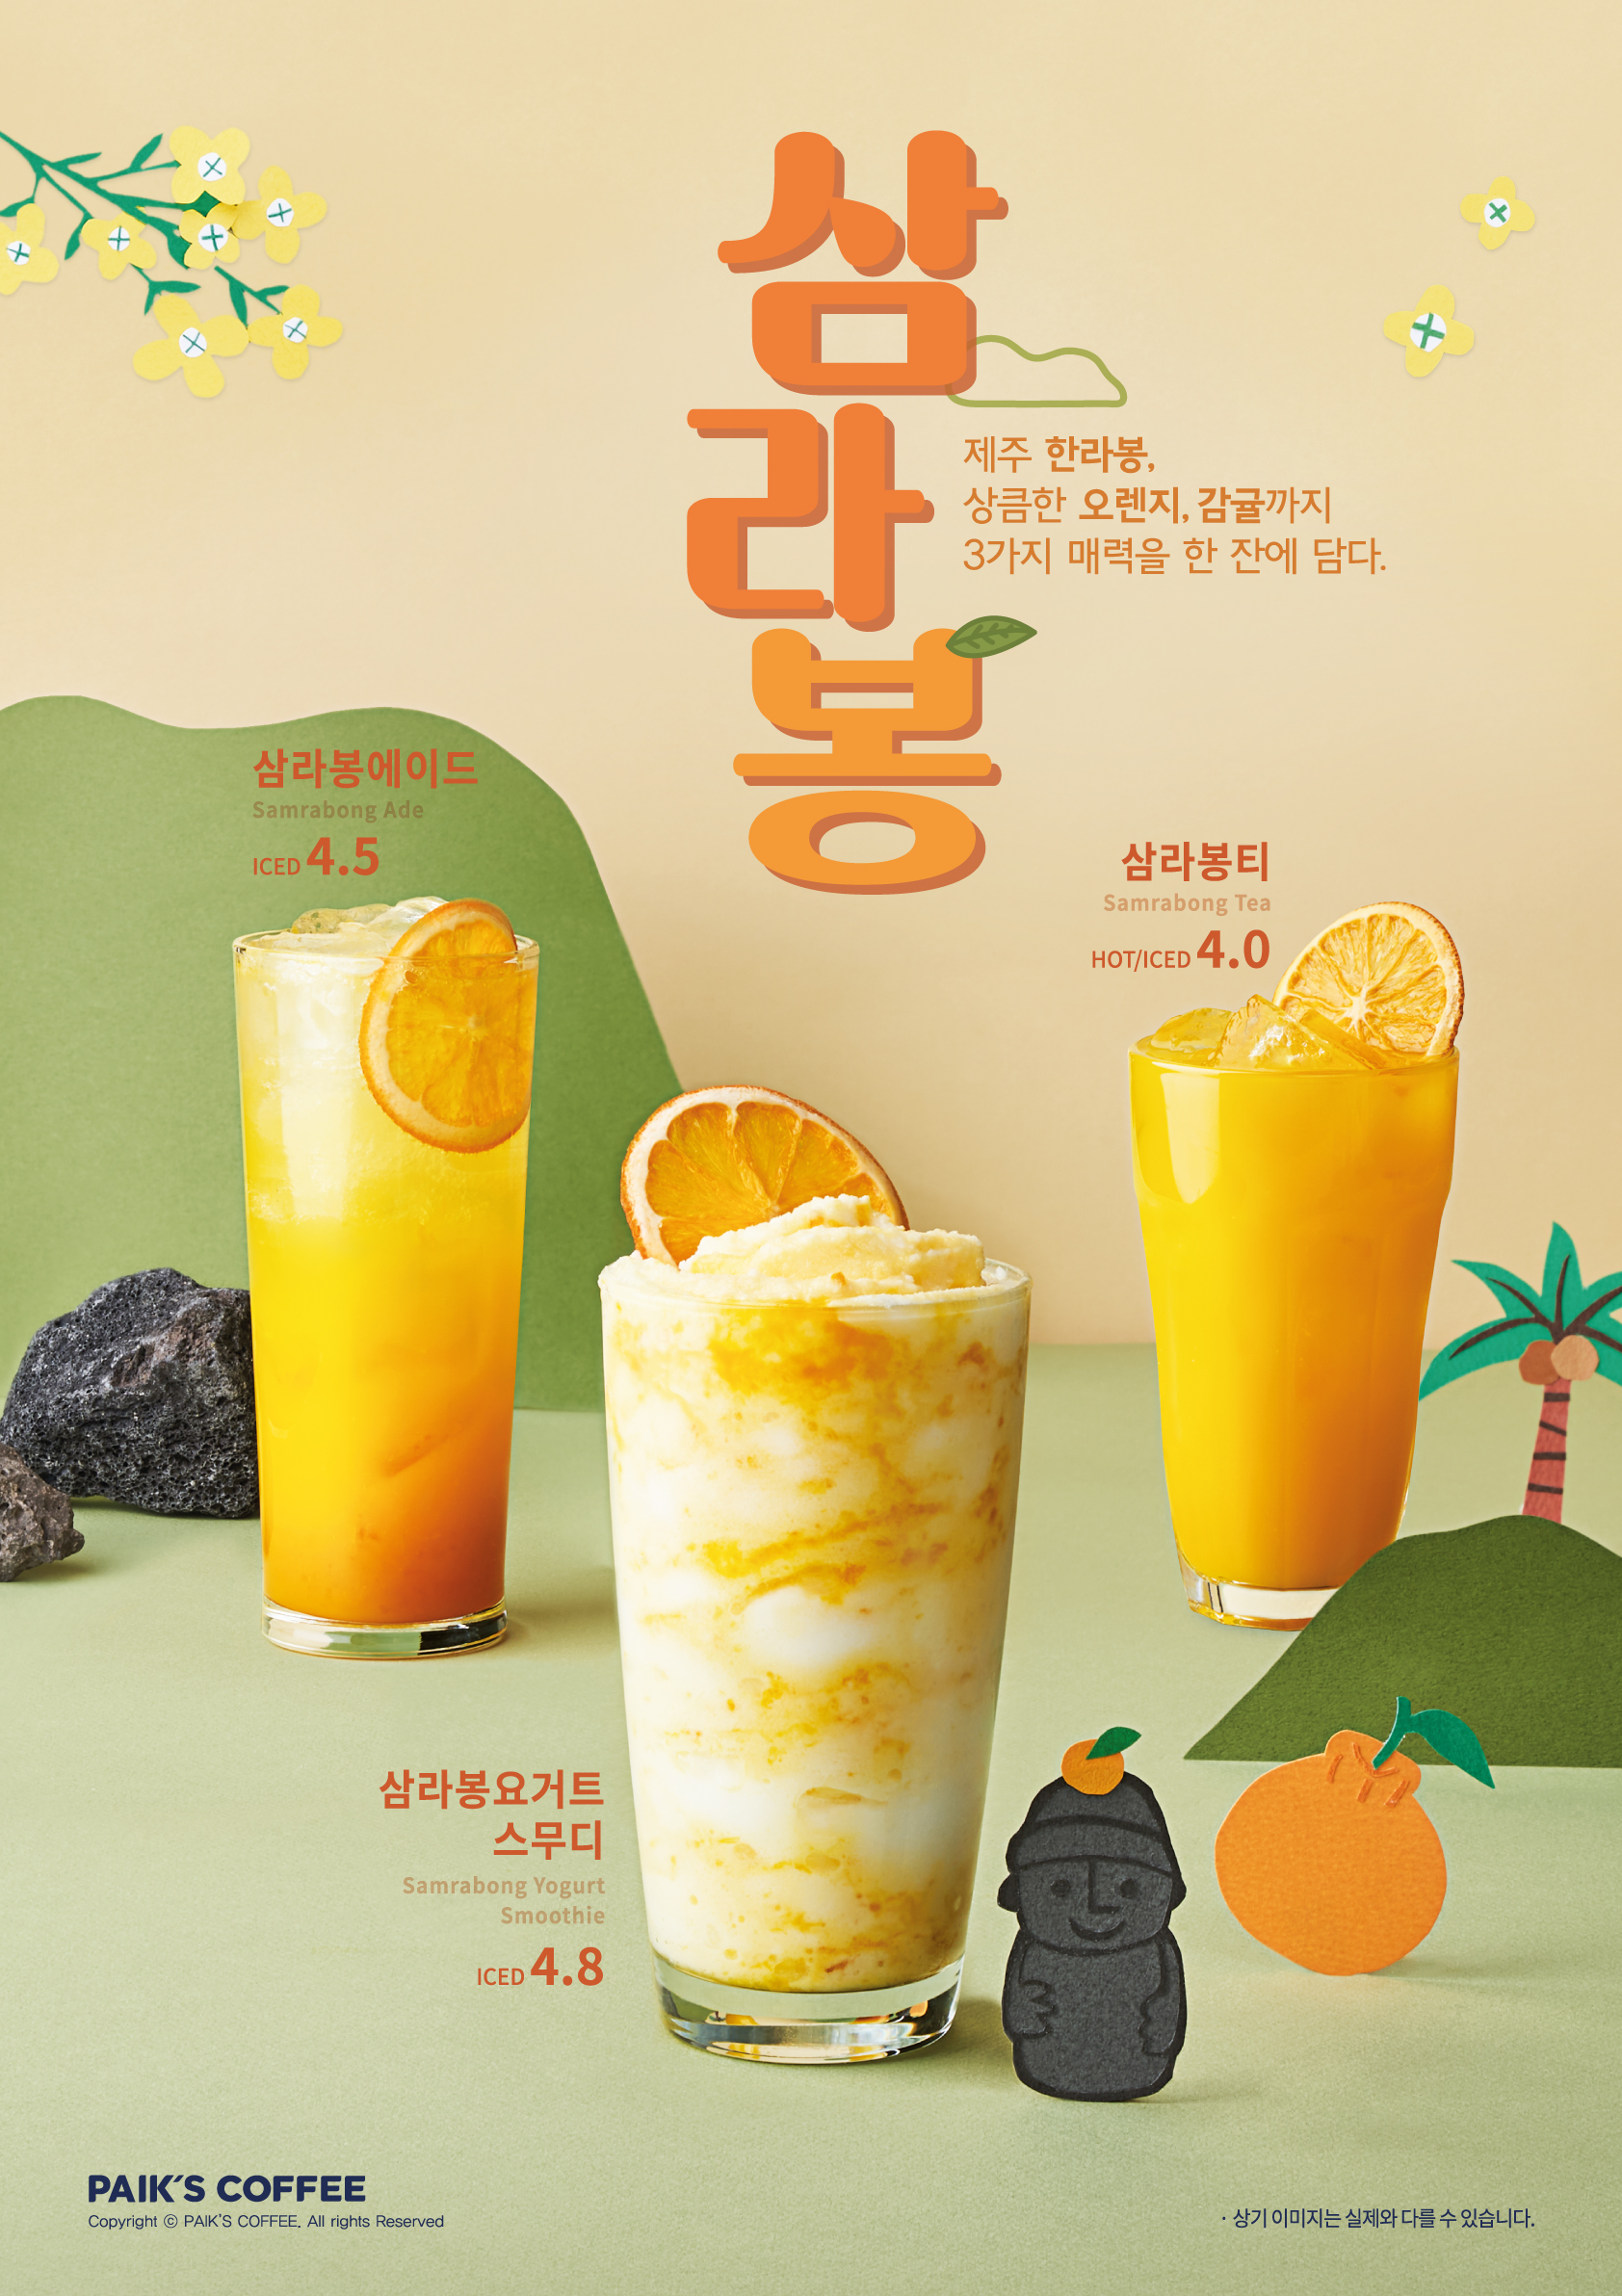 삼
라
봉
제주 한라봉,
상큼한 오렌지, 감귤까지
3가지 매력을 한 잔에 담다.
삼라봉에이드
Samrabong Ade
ICED 4.5
삼라봉티
Samrabong Tea
HOT/ICED 4.0
삼라봉요거트
스무디
Samrabong Yogurt
Smoothie
ICED 4.8
PAIK'S COFFEE
Copyright ⓒ PAIK'S COFFEE. All rights Reserved
· 상기 이미지는 실제와 다를 수 있습니다.